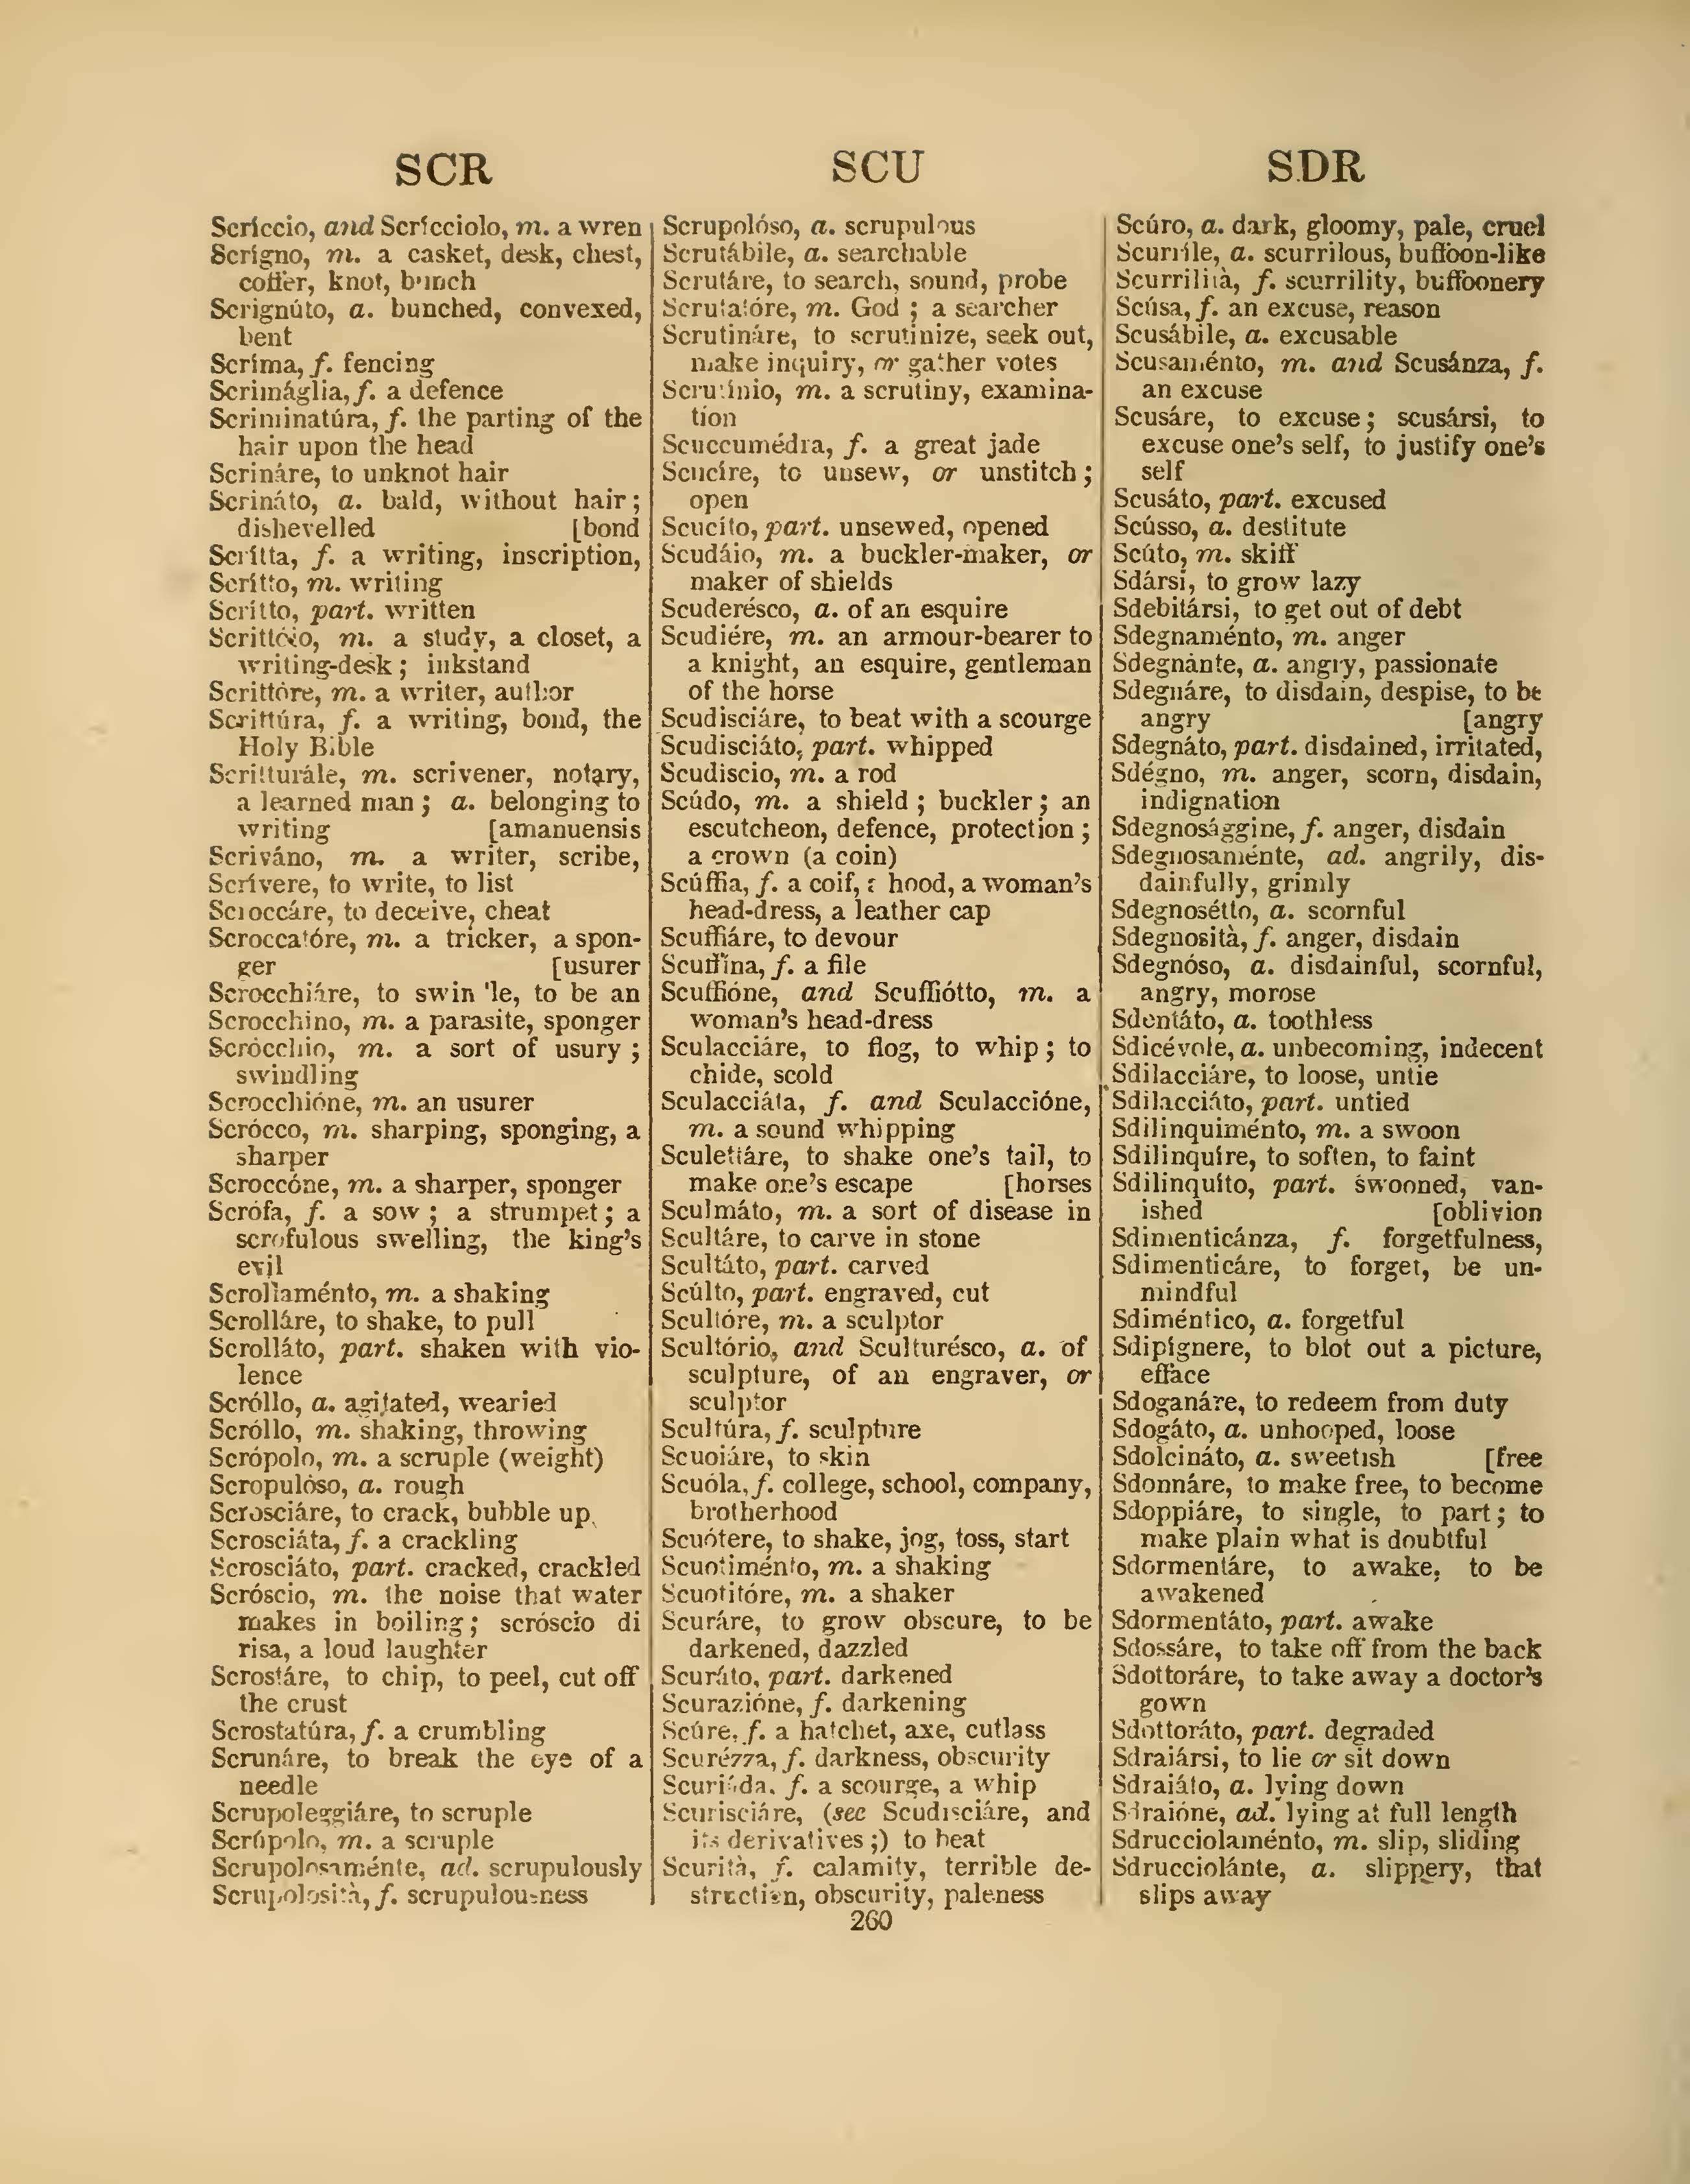 SCR
Scríccio, and Scrícciolo, m. a wren
Scrígno, m. a casket, desk, chest,
coffer, knot, bunch
Scrignúto, a. bunched, convexed,
bent
Scríma, f. fencing
Scrimáglia, f. a defence
Scriminatúra, f. the parting of the
hair upon the head
Scrináre, to unknot hair
Scrináto, a. bald, without hair;
dishevelled [bond
Scrítta, f. a writing, inscription,
Scrítto, m. writing
Scrítto, part. written
Scrittóio, m. a study, a closet, a
writing-desk; inkstand
Scrittóre, m. a writer, author
Scrittúra, f. a writing, bond, the
Holy Bible
Scritturále, m. scrivener, notary,
a learned man; a. belonging to
writing [amanuensis
Scriváno, m. a writer, scribe,
Scrívere, to write, to list
Scroccáre, to deceive, cheat
Scroccatóre, m. a tricker, a spon-
ger [usurer
Scrocchiáre, to swindle, to be an
Scrocchino, m. a parasite, sponger
Scrócchio, m. a sort of usury;
swindling
Scrocchióne, m. an usurer
Scrócco, m. sharping, sponging, a
sharper
Scroccóne, m. a sharper, sponger
Scrófa, f. a sow; a strumpet; a
scrofulous swelling, the king's
evil
Scrollaménto, m. a shaking
Scrolláre, to shake, to pull
Scrolláto, part. shaken with vio-
lence
Scróllo, a. agitated, wearied
Scróllo, m. shaking, throwing
Scrópolo, m. a scruple (weight)
Scropulóso, a. rough
Scrosciáre, to crack, bubble up
Scrosciáta, f. a crackling
Scrosciáto, part. cracked, crackled
Scróscio, m. the noise that water
makes in boiling; scróscio di
risa, a loud laughter
Scrostáre, to chip, to peel, cut off
the crust
Scrostatúra, f. a crumbling
Scrunáre, to break the eye of a
needle
Scrupoleggiáre, to scruple
Scrúpolo, m. a scruple
Scrupolosaménte, ad. scrupulously
Scrupolosità, f. scrupulousness
SCU
Scrupolóso, a. scrupulous
Scrutábile, a. searchable
Scrutáre, to search, sound, probe
Scrutatóre, m. God; a searcher
Scrutináre, to scrutinize, seek out,
make inquiry, or gather votes
Scrutínio, m. a scrutiny, examina-
tion
Scuccumédra, f. a great jade
Scucíre, to unsew, or unstitch;
open
Scucíto, part. unsewed, opened
Scudáio, m. a buckler-maker, or
maker of shields
Scuderésco, a. of an esquire
Scudiére, m. an armour-bearer to
a knight, an esquire, gentleman
of the horse
Scudisciáre, to beat with a scourge
Scudisciáto, part. whipped
Scudiscio, m. a rod
Scúdo, m. a shield; buckler; an
escutcheon, defence, protection;
a crown (a coin)
Scúffia, f. a coif, a hood, a woman's
head-dress, a leather cap
Scuffiáre, to devour
Scuffína, f. a file
Scuffióne, and Scuffiótto, m. a
woman's head-dress
Sculacciáre, to flog, to whip; to
chide, scold
Sculacciáta, f. and Sculaccióne,
m. a sound whipping
Sculettáre, to shake one's tail, to
make one's escape [horses
Sculmáto, m. a sort of disease in
Scultáre, to carve in stone
Scultáto, part. carved
Scúlto, part. engraved, cut
Scultóre, m. a sculptor
Scultório, and Sculturésco, a. of
sculpture, of an engraver, or
sculptor
Scultúra, f. sculpture
Scuoiáre, to skin
Scuóla, f. college, school, company,
brotherhood
Scuótere, to shake, jog, toss, start
Scuotiménto, m. a shaking
Scuotitóre, m. a shaker
Scuráre, to grow obscure, to be
darkened, dazzled
Scuráto, part. darkened
Scurazióne, f. darkening
Scúre, f. a hatchet, axe, cutlass
Scurézza, f. darkness, obscurity
Scuriáda, f. a scourge, a whip
Scurisciáre, (see Scudisciáre, and
its derivatives;) to beat
Scurità, f. calamity, terrible de-
struction, obscurity, paleness
SDR
Scúro, a. dark, gloomy, pale, cruel
Scurríle, a. scurrilous, buffoon-like
Scurrilità, f. scurrility, buffoonery
Scúsa, f. an excuse, reason
Scusábile, a. excusable
Scusaménto, m. and Scusánza, f.
an excuse
Scusáre, to excuse; scusársi, to
excuse one's self, to justify one's
self
Scusáto, part. excused
Scússo, a. destitute
Scúto, m. skiff
Sdársi, to grow lazy
Sdebitársi, to get out of debt
Sdegnaménto, m. anger
Sdegnánte, a. angry, passionate
Sdegnáre, to disdain, despise, to be
angry [angry
Sdegnáto, part. disdained, irritated,
Sdégno, m. anger, scorn, disdain,
indignation
Sdegnosággine, f. anger, disdain
Sdegnosaménte, ad. angrily, dis-
dainfully, grimly
Sdegnosétto, a. scornful
Sdegnosità, f. anger, disdain
Sdegnóso, a. disdainful, scornful,
angry, morose
Sdentáto, a. toothless
Sdicévole, a. unbecoming, indecent
Sdilacciáre, to loose, untie
Sdilacciáto, part. untied
Sdilinquiménto, m. a swoon
Sdilinquíre, to soften, to faint
Sdilinquíto, part. swooned, van-
ished [oblivion
Sdimenticánza, f. forgetfulness,
Sdimenticáre, to forget, be un-
mindful
Sdiméntico, a. forgetful
Sdipígnere, to blot out a picture,
efface
Sdoganáre, to redeem from duty
Sdogáto, a. unhooped, loose
Sdolcináto, a. sweetish [free
Sdonnáre, to make free, to become
Sdoppiáre, to single, to part; to
make plain what is doubtful
Sdormentáre, to awake, to be
awakened
Sdormentáto, part. awake
Sdossáre, to take off from the back
Sdottoráre, to take away a doctor's
gown
Sdottoráto, part. degraded
Sdraiársi, to lie or sit down
Sdraiáto, a. lying down
Sdraióne, ad. lying at full length
Sdrucciolaménto, m. slip, sliding
Sdrucciolánte, a. slippery, that
slips away
260